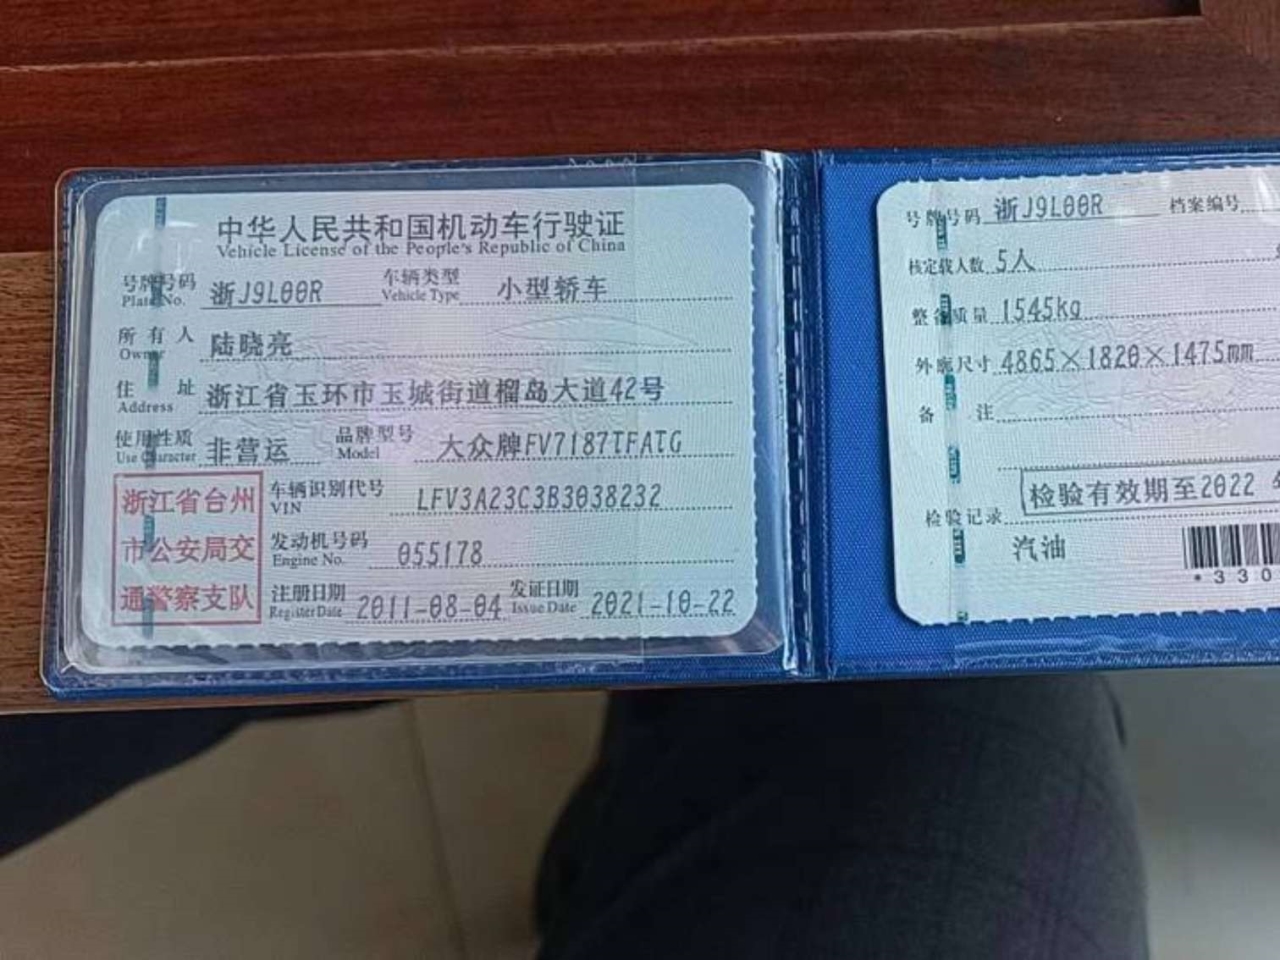 中华人民共和国机动车行驶证
Vehicle License of the People's Republic of China
号牌号码 浙J9L00R 车辆类型 小型轿车
Plate No. Vehicle Type
所有人 陆晓亮
Owner
住址 浙江省玉环市玉城街道榴岛大道42号
Address
使用性质 非营运 品牌型号 大众牌FV7187TFATG
Use Character Model
浙江省台州
市公安局交
通警察支队
车辆识别代号 LFV3A23C3B3038232
VIN
发动机号码 055178
Engine No.
注册日期 2011-08-04 发证日期 2021-10-22
Register Date Issue Date
号牌号码 浙J9L00R 档案编号
核定载人数 5人
整备质量 1545kg
外廓尺寸 4865×1820×1475mm
备注
检验有效期至2022
检验记录
汽油
*330